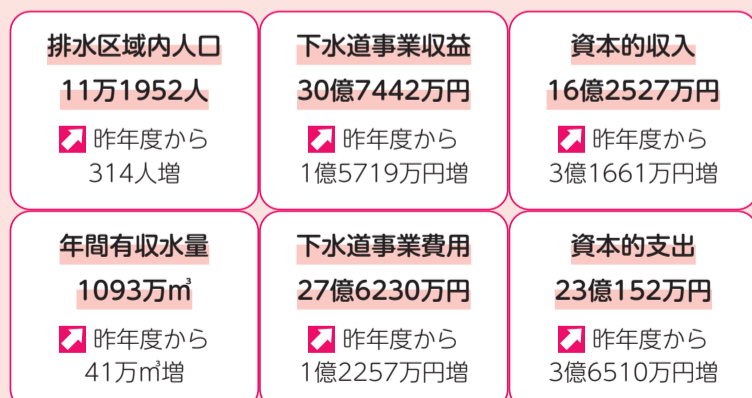 排水区域内人口
11万1952人
昨年度から
314人増
下水道事業収益
30億7442万円
昨年度から
1億5719万円増
資本的収入
16億2527万円
昨年度から
3億1661万円増
年間有収水量
1093万㎥
昨年度から
41万㎥増
下水道事業費用
27億6230万円
昨年度から
1億2257万円増
資本的支出
23億152万円
昨年度から
3億6510万円増